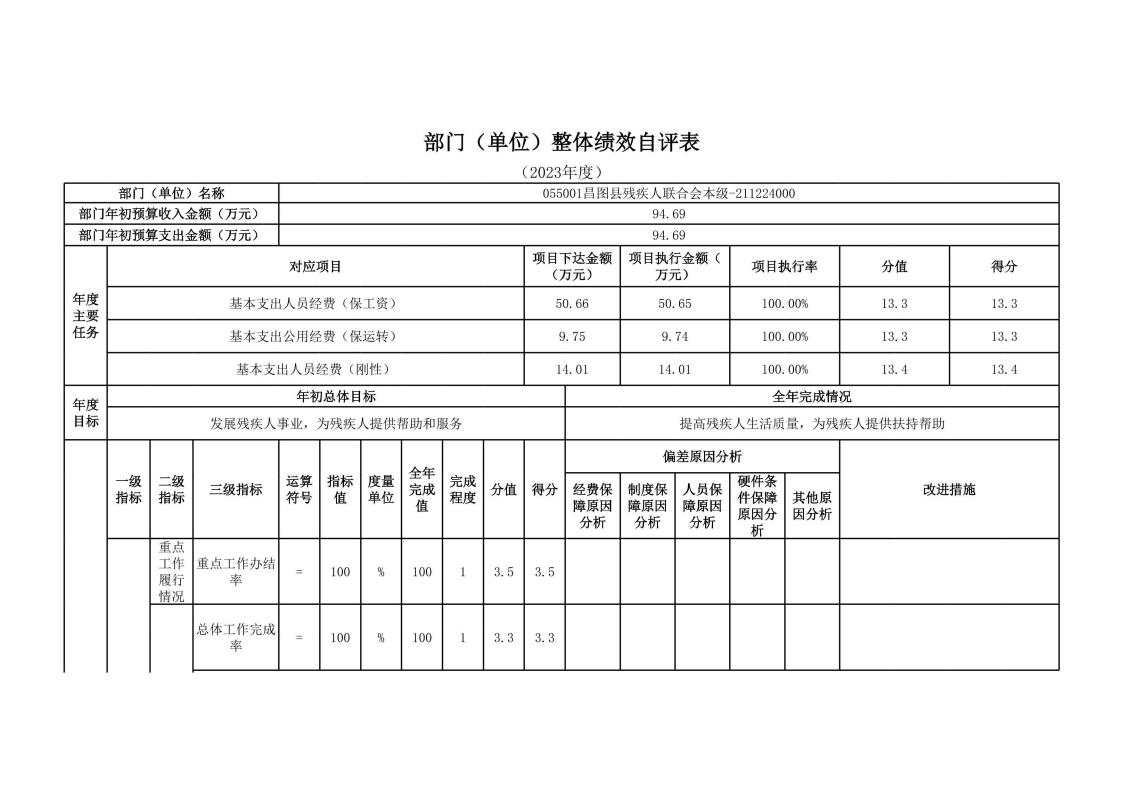 部门（单位）整体绩效自评表
（2023年度）
部门（单位）名称 055001昌图县残疾人联合会本级-211224000
部门年初预算收入金额（万元） 94.69
部门年初预算支出金额（万元） 94.69
年度
主要
任务
对应项目
项目下达金额
（万元）
项目执行金额（
万元）
项目执行率
分值
得分
基本支出人员经费（保工资） 50.66 50.65 100.00% 13.3 13.3
基本支出公用经费（保运转） 9.75 9.74 100.00% 13.3 13.3
基本支出人员经费（刚性） 14.01 14.01 100.00% 13.4 13.4
年度
目标
年初总体目标 全年完成情况
发展残疾人事业，为残疾人提供帮助和服务 提高残疾人生活质量，为残疾人提供扶持帮助
一级
指标
二级
指标
三级指标
运算
符号
指标
值
度量
单位
全年
完成
值
完成
程度
分值
得分
偏差原因分析
经费保
障原因
分析
制度保
障原因
分析
人员保
障原因
分析
硬件条
件保障
原因分
析
其他原
因分析
改进措施
重点
工作
履行
情况
重点工作办结
率
= 100 % 100 1 3.5 3.5
总体工作完成
率
= 100 % 100 1 3.3 3.3